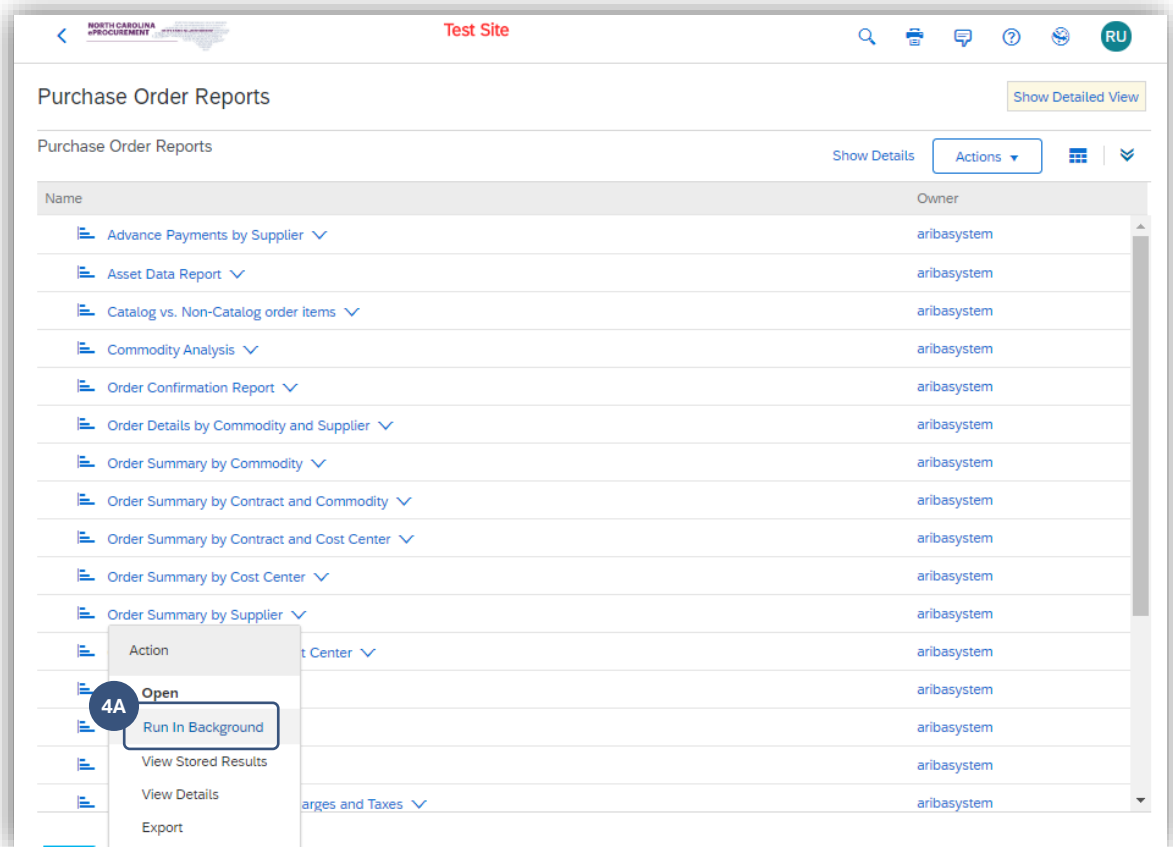 NORTH CAROLINA
ePROCUREMENT
Test Site
RU
Purchase Order Reports
Show Detailed View
Purchase Order Reports
Show Details
Actions
Name Owner
Advance Payments by Supplier aribasystem
Asset Data Report aribasystem
Catalog vs. Non-Catalog order items aribasystem
Commodity Analysis aribasystem
Order Confirmation Report aribasystem
Order Details by Commodity and Supplier aribasystem
Order Summary by Commodity aribasystem
Order Summary by Contract and Commodity aribasystem
Order Summary by Contract and Cost Center aribasystem
Order Summary by Cost Center aribasystem
Order Summary by Supplier aribasystem
Action t Center aribasystem
Open aribasystem
4A
Run In Background aribasystem
View Stored Results aribasystem
View Details arges and Taxes aribasystem
Export